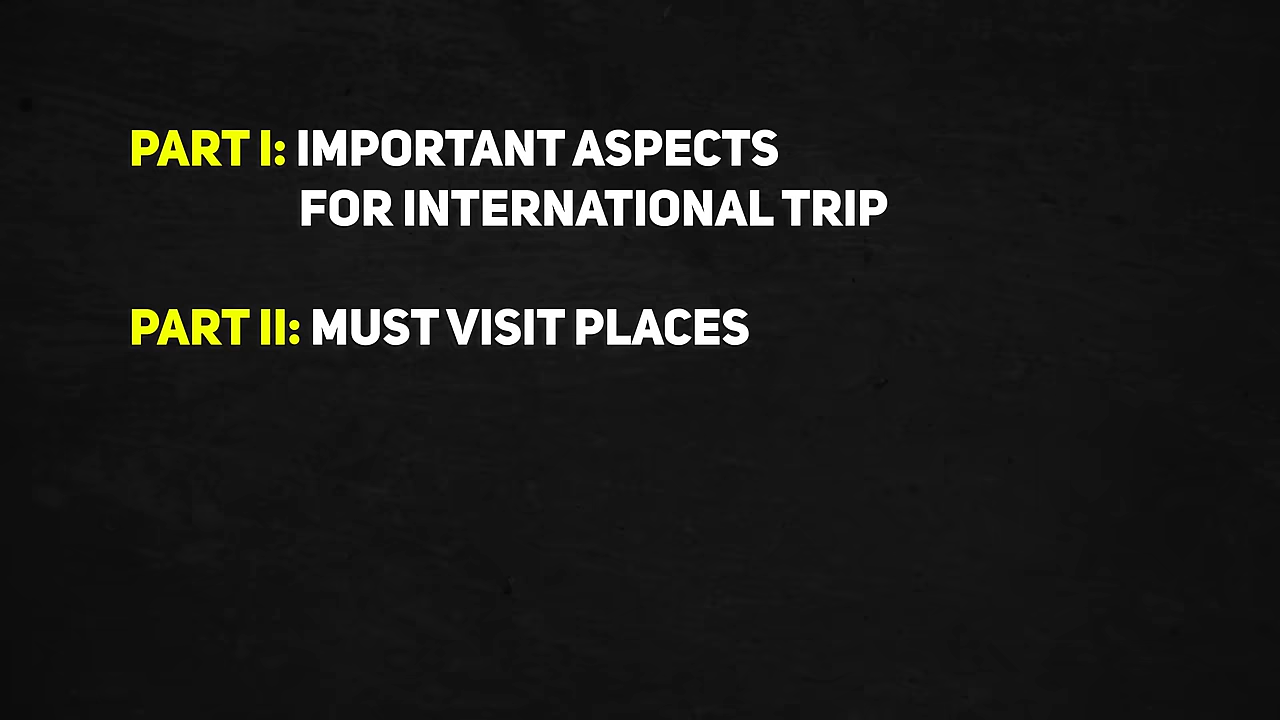 PART I: IMPORTANT ASPECTS
FOR INTERNATIONAL TRIP
PART II: MUST VISIT PLACES